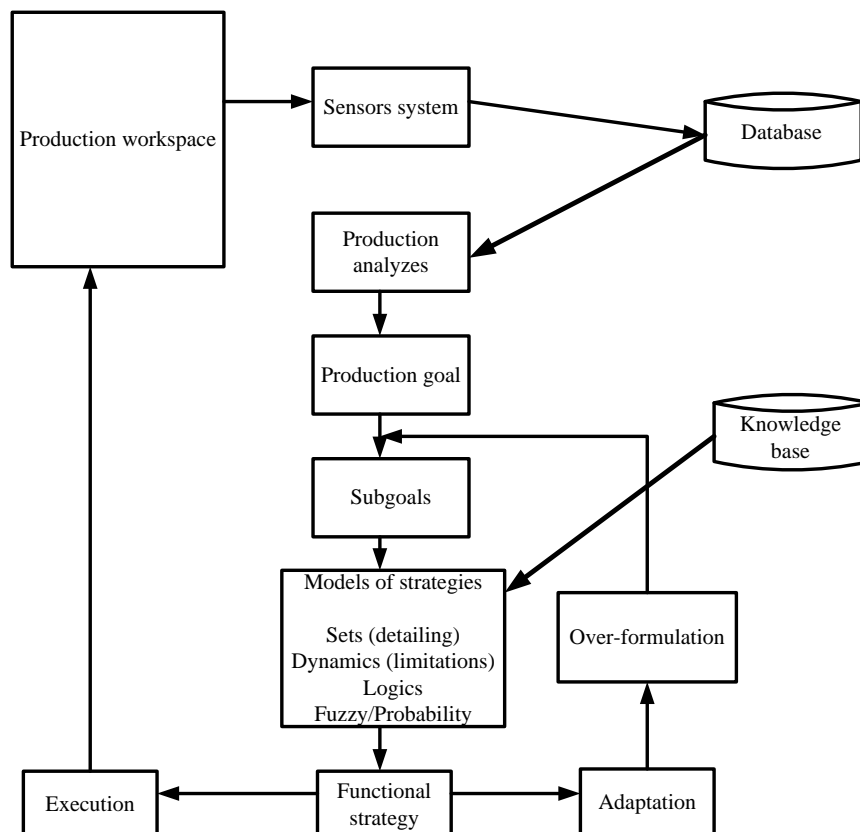 Production workspace
Sensors system
Database
Production
analyzes
Production goal
Knowledge
base
Subgoals
Models of strategies
Sets (detailing)
Dynamics (limitations)
Logics
Fuzzy/Probability
Over-formulation
Execution
Functional
strategy
Adaptation